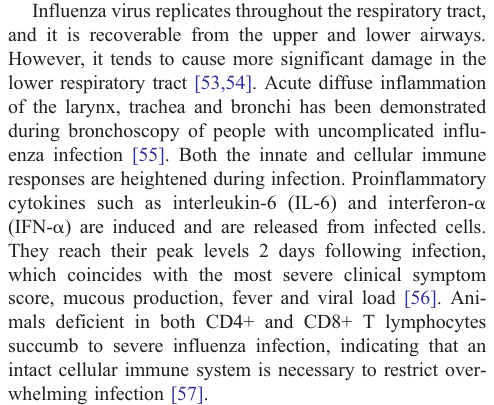 Influenza virus replicates throughout the respiratory tract,
and it is recoverable from the upper and lower airways.
However, it tends to cause more significant damage in the
lower respiratory tract [53,54]. Acute diffuse inflammation
of the larynx, trachea and bronchi has been demonstrated
during bronchoscopy of people with uncomplicated influ-
enza infection [55]. Both the innate and cellular immune
responses are heightened during infection. Proinflammatory
cytokines such as interleukin-6 (IL-6) and interferon-α
(IFN-α) are induced and are released from infected cells.
They reach their peak levels 2 days following infection,
which coincides with the most severe clinical symptom
score, mucous production, fever and viral load [56]. Ani-
mals deficient in both CD4+ and CD8+ T lymphocytes
succumb to severe influenza infection, indicating that an
intact cellular immune system is necessary to restrict over-
whelming infection [57].